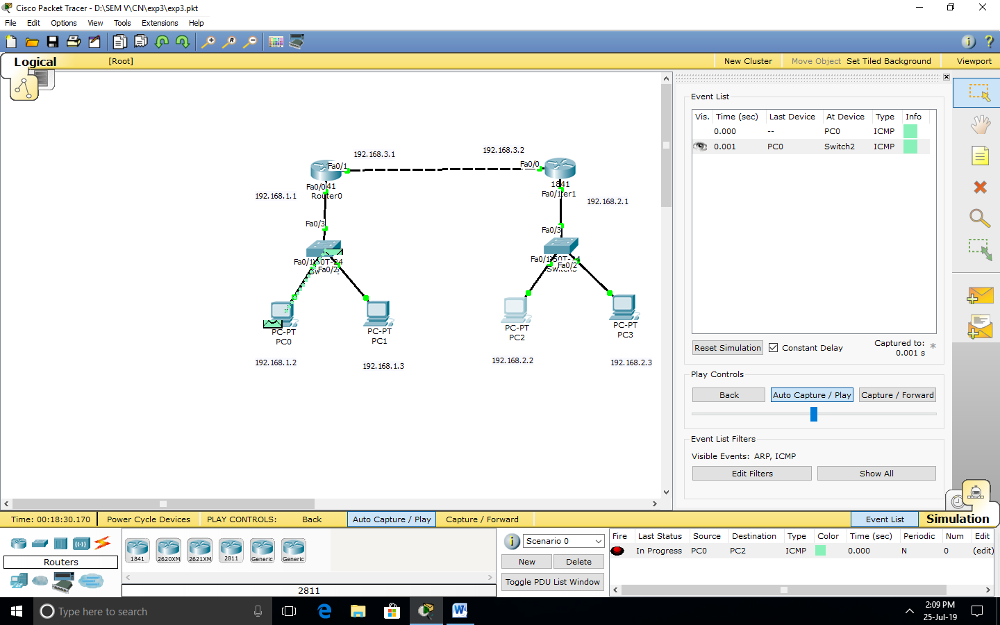 Cisco Packet Tracer - D:\SEM V\CN\exp3\exp3.pkt
File Edit Options View Tools Extensions Help
Logical [Root] New Cluster Move Object Set Tiled Background Viewport
Event List
Vis. Time (sec) Last Device At Device Type Info
0.000 -- PC0 ICMP
0.001 PC0 Switch2 ICMP
192.168.3.1
192.168.3.2
Fa0/1
Fa0/0
Fa0/041
Router0
192.168.1.1
1841
Fa0/1ter1
192.168.2.1
Fa0/3
Fa0/3
Fa0/1
Fa0/2
Fa0/1
Fa0/2
PC-PT
PC0
PC-PT
PC1
PC-PT
PC2
PC-PT
PC3
192.168.1.2
192.168.1.3
192.168.2.2
192.168.2.3
Reset Simulation Constant Delay Captured to: *
0.001 s
Play Controls
Back Auto Capture / Play Capture / Forward
Event List Filters
Visible Events: ARP, ICMP
Edit Filters Show All
Time: 00:18:30.170 Power Cycle Devices PLAY CONTROLS: Back Auto Capture / Play Capture / Forward Event List Simulation
Routers
1841 2620XM 2621XM 2811 Generic Generic
2811
Scenario 0
New Delete
Toggle PDU List Window
Fire Last Status Source Destination Type Color Time (sec) Periodic Num Edit
In Progress PC0 PC2 ICMP 0.000 N 0 (edit)
Type here to search
2:09 PM
25-Jul-19